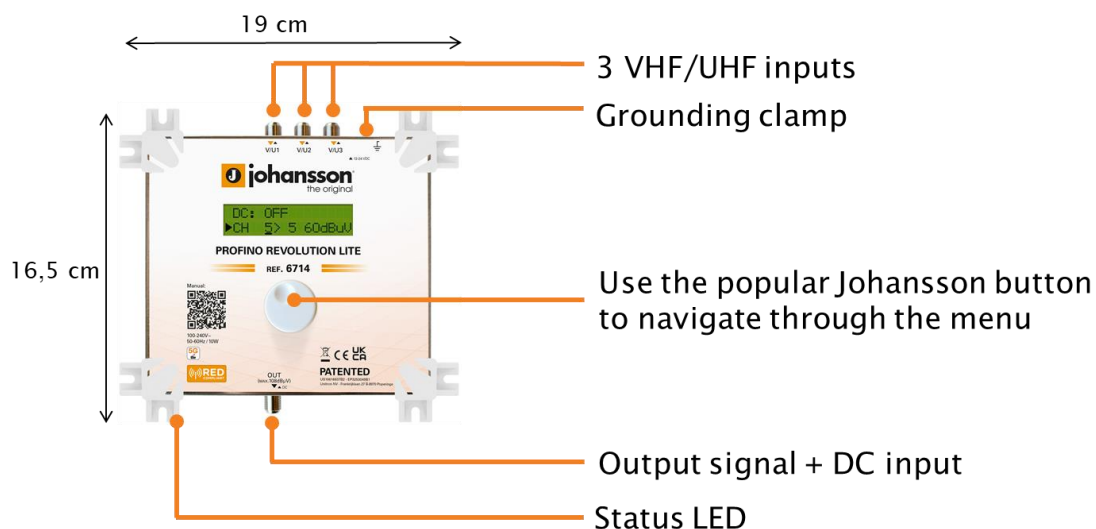 19 cm
3 VHF/UHF inputs
Grounding clamp
V/U1 V/U2 V/U3
johansson
the original
DC: OFF
►CH 5> 5 60dBuV
PROFINO REVOLUTION LITE
REF. 6714
16,5 cm
Use the popular Johansson button
to navigate through the menu
Manual:
100-240V~
50-60Hz / 10W
5G
UK
CA
CE
RED
PATENTED
OUT
(max.108dBµV)
DC
Output signal + DC input
Status LED